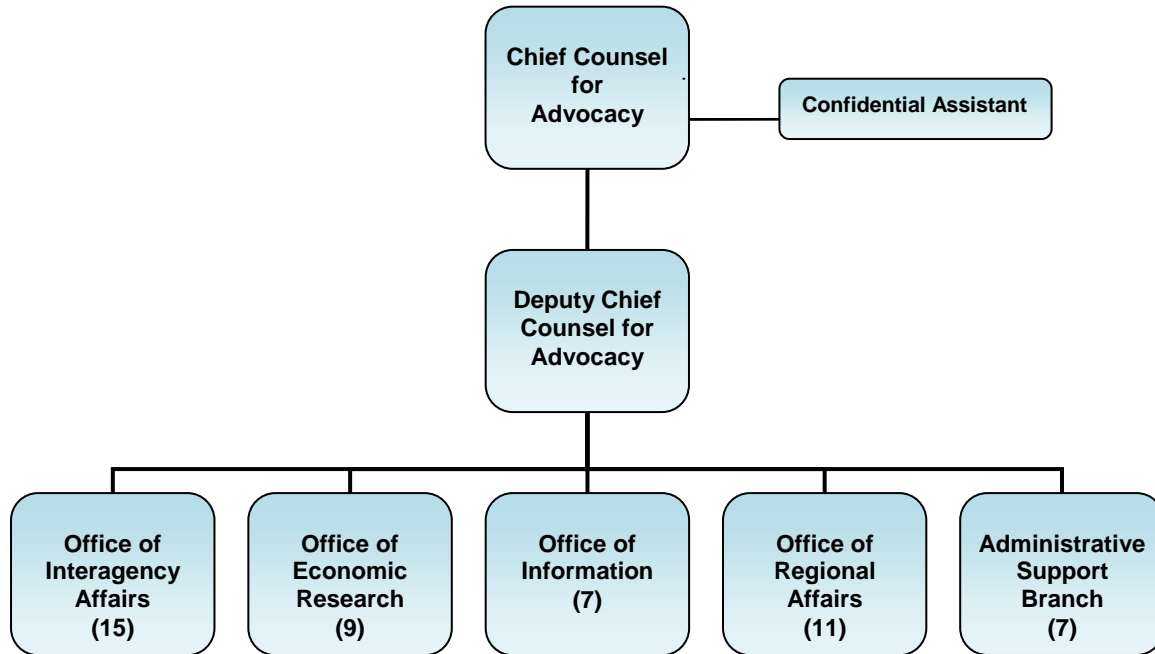 Chief Counsel
for
Advocacy
Confidential Assistant
Deputy Chief
Counsel for
Advocacy
Office of
Interagency
Affairs
(15)
Office of
Economic
Research
(9)
Office of
Information
(7)
Office of
Regional
Affairs
(11)
Administrative
Support
Branch
(7)